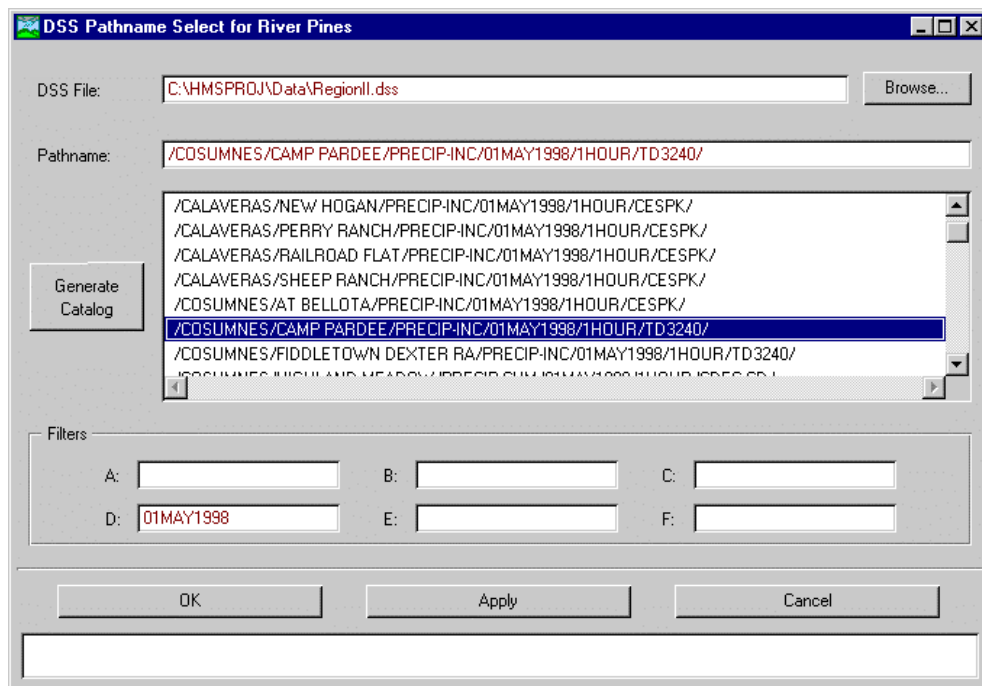 DSS Pathname Select for River Pines
DSS File: C:\HMSPROJ\Data\RegionII.dss Browse...
Pathname: /COSUMNES/CAMP PARDEE/PRECIP-INC/01MAY1998/1HOUR/TD3240/
/CALAVERAS/NEW HOGAN/PRECIP-INC/01MAY1998/1HOUR/CESPK/
/CALAVERAS/PERRY RANCH/PRECIP-INC/01MAY1998/1HOUR/CESPK/
/CALAVERAS/RAILROAD FLAT/PRECIP-INC/01MAY1998/1HOUR/CESPK/
/CALAVERAS/SHEEP RANCH/PRECIP-INC/01MAY1998/1HOUR/CESPK/
Generate
Catalog
/COSUMNES/AT BELLOTA/PRECIP-INC/01MAY1998/1HOUR/CESPK/
/COSUMNES/CAMP PARDEE/PRECIP-INC/01MAY1998/1HOUR/TD3240/
/COSUMNES/FIDDLETOWN DEXTER RA/PRECIP-INC/01MAY1998/1HOUR/TD3240/
Filters
A: B: C:
D: 01MAY1998 E: F:
OK Apply Cancel